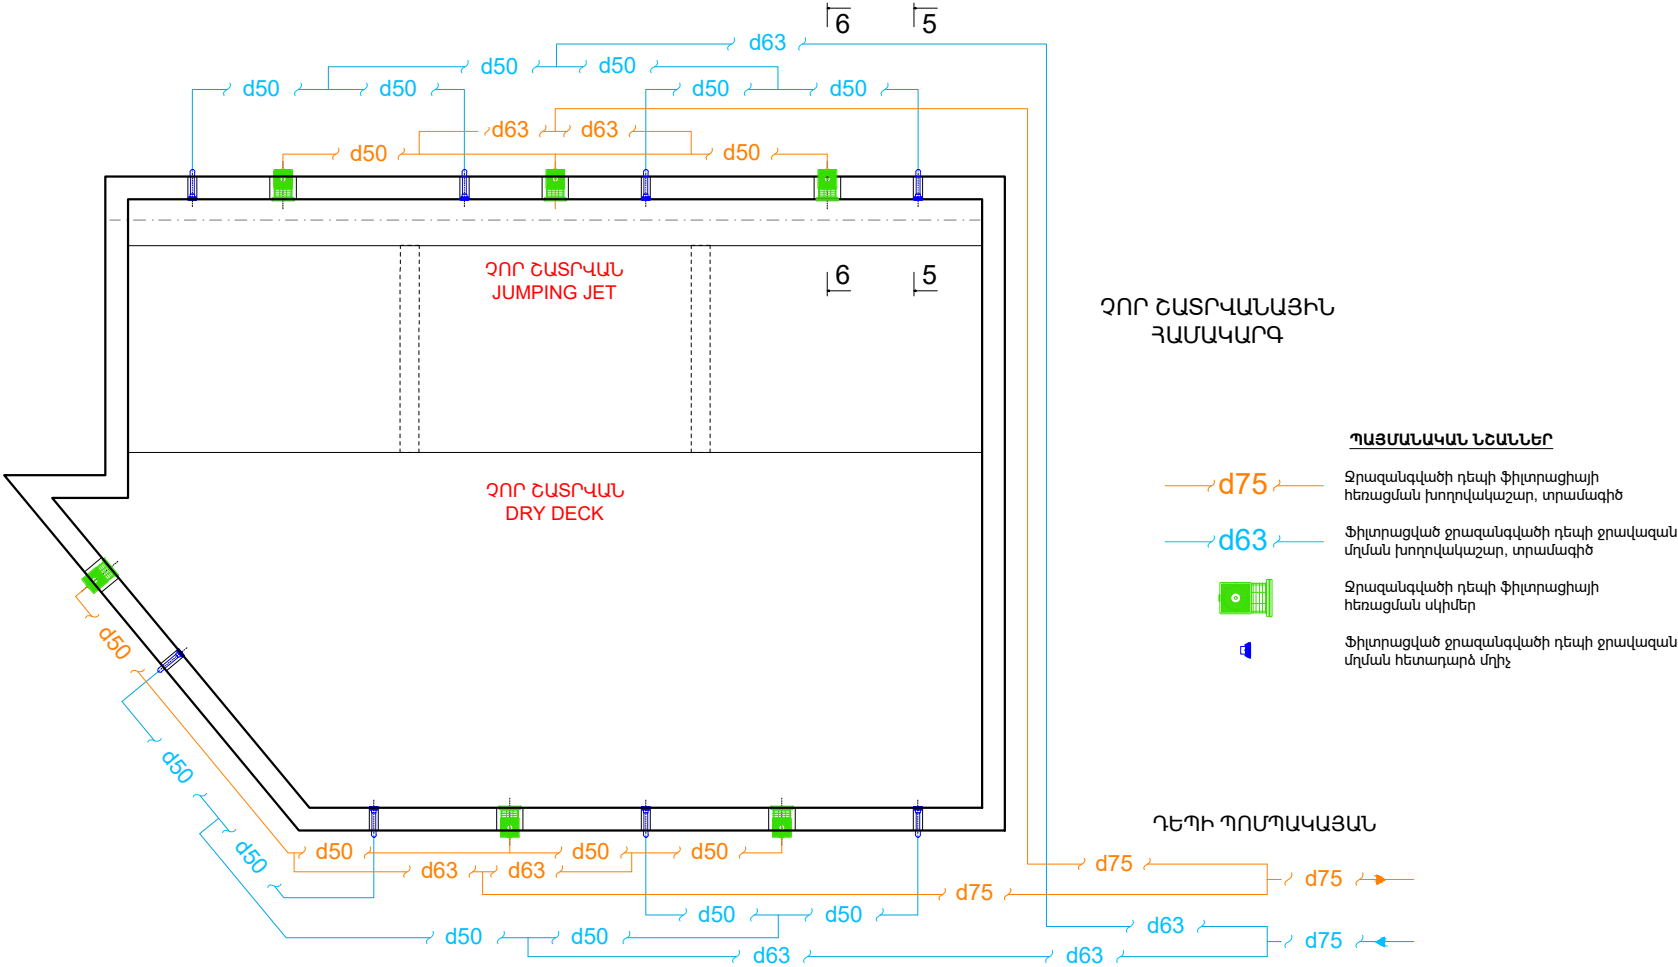 6
5
d63
d50
d50
d50
d50
d50
d50
d63
d63
d50
d50
ՉՈՐ ՇԱՏՐՎԱՆ
JUMPING JET
6
5
ՉՈՐ ՇԱՏՐՎԱՆԱՅԻՆ
ՀԱՄԱԿԱՐԳ
ՊԱՅՄԱՆԱԿԱՆ ՆՇԱՆՆԵՐ
d75
Ջրազանգվածի դեպի ֆիլտրացիայի
հեռացման խողովակաշար, տրամագիծ
ՉՈՐ ՇԱՏՐՎԱՆ
DRY DECK
d63
Ֆիլտրացված ջրազանգվածի դեպի ջրավազան
մղման խողովակաշար, տրամագիծ
Ջրազանգվածի դեպի ֆիլտրացիայի
հեռացման սկիմեր
Ֆիլտրացված ջրազանգվածի դեպի ջրավազան
մղման հետադարձ մղիչ
d50
d50
d50
ԴԵՊԻ ՊՈՄՊԱԿԱՅԱՆ
d50
d50
d50
d63
d63
d75
d75
d75
d50
d50
d63
d50
d50
d75
d63
d63